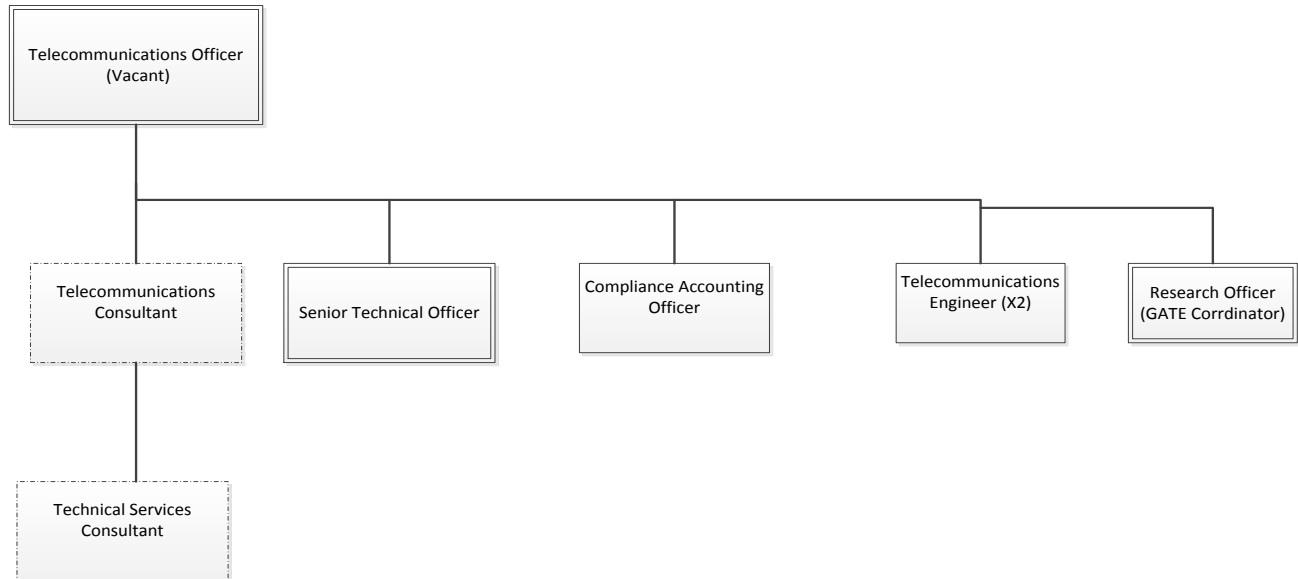 Telecommunications Officer
(Vacant)
Telecommunications
Consultant
Senior Technical Officer
Compliance Accounting
Officer
Telecommunications
Engineer (X2)
Research Officer
(GATE Corrdinator)
Technical Services
Consultant